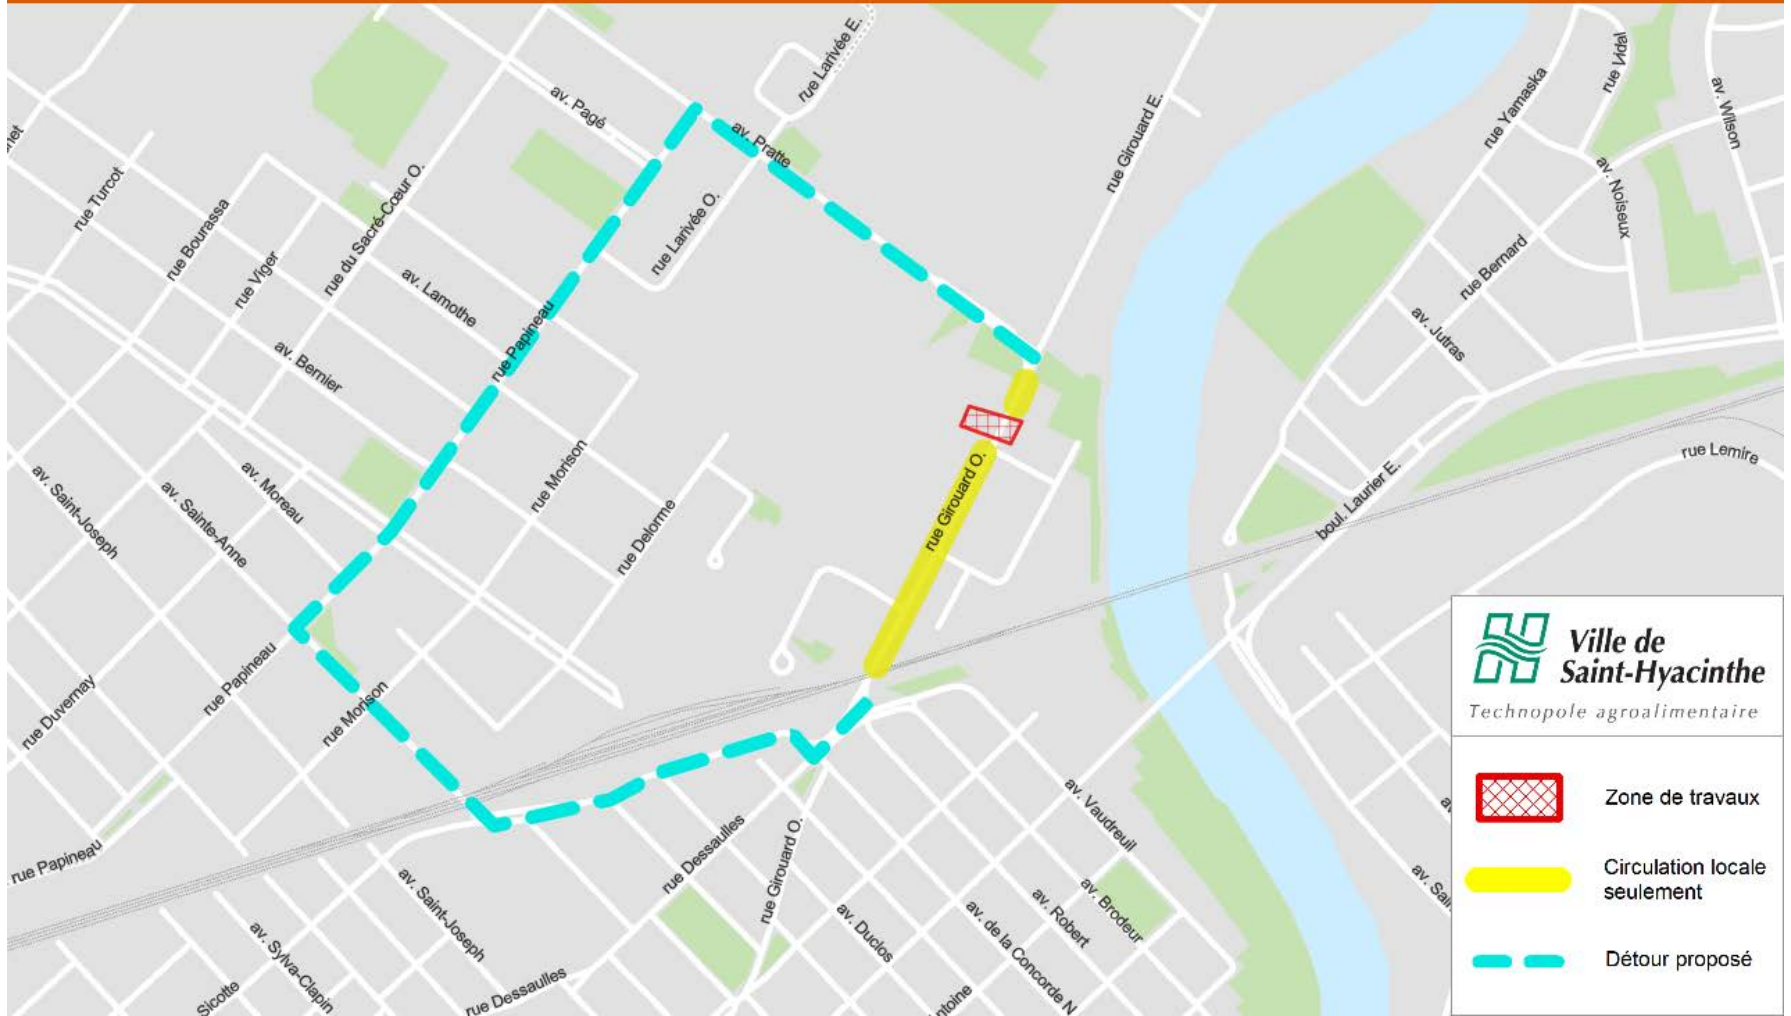 rue Larivée E.
av. Pagé
av. Pratte
rue Girouard E.
rue Yamaska
rue Vidal
av. Wilson
av. Noiseux
rue Turcot
rue Bourassa
rue Viger
rue du Sacré-Cœur O.
rue Larivée O.
av. Lamothe
rue Papineau
av. Bernier
rue Bernard
av. Jutras
av. Saint-Joseph
av. Sainte-Anne
av. Moreau
rue Morison
rue Delorme
rue Girouard O.
boul. Laurier E.
rue Lemire
rue Duvernay
rue Papineau
rue Morison
rue Papineau
av. Saint-Joseph
av. Sylva-Clapin
Sicotte
rue Dessaulles
rue Dessaulles
rue Girouard O.
av. Duclos
av. de la Concorde N
av. Robert
av. Brodeur
av. Vaudreuil
Ville de
Saint-Hyacinthe
Technopole agroalimentaire
Zone de travaux
Circulation locale
seulement
Détour proposé